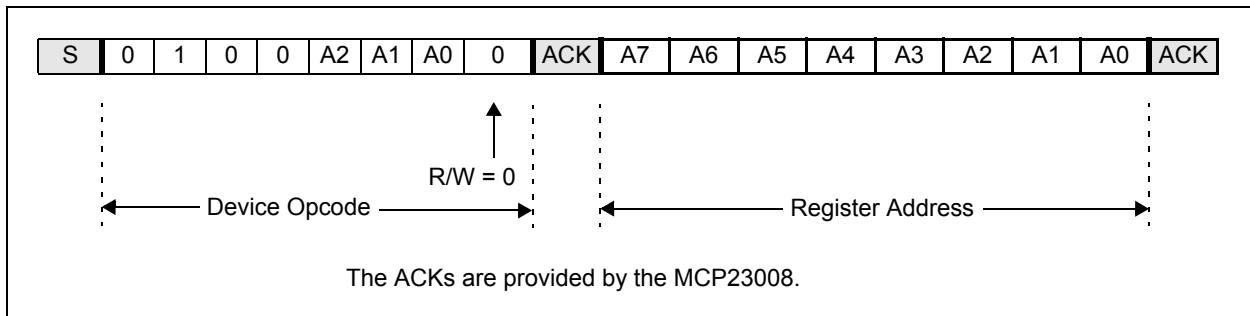 S 0 1 0 0 A2 A1 A0 0 ACK A7 A6 A5 A4 A3 A2 A1 A0 ACK
R/W = 0
Device Opcode Register Address
The ACKs are provided by the MCP23008.